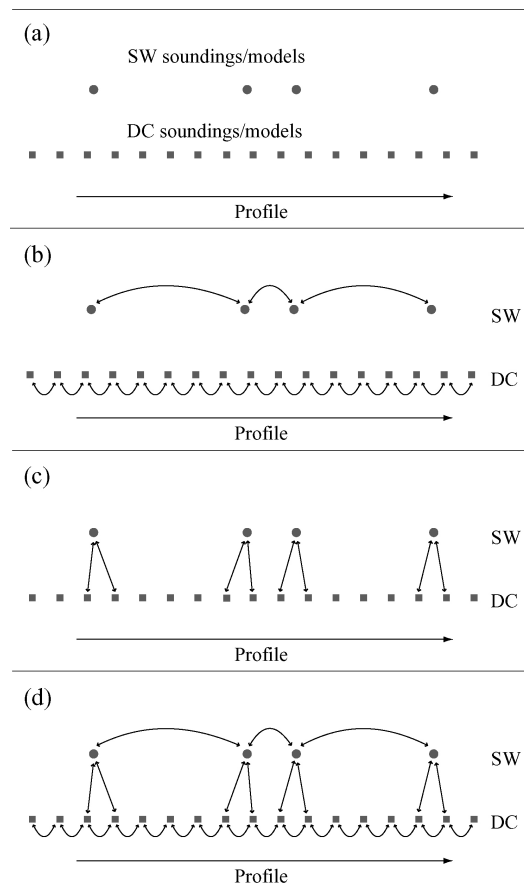 (a)
SW soundings/models
DC soundings/models
Profile
(b)
SW
DC
Profile
(c)
SW
DC
Profile
(d)
SW
DC
Profile